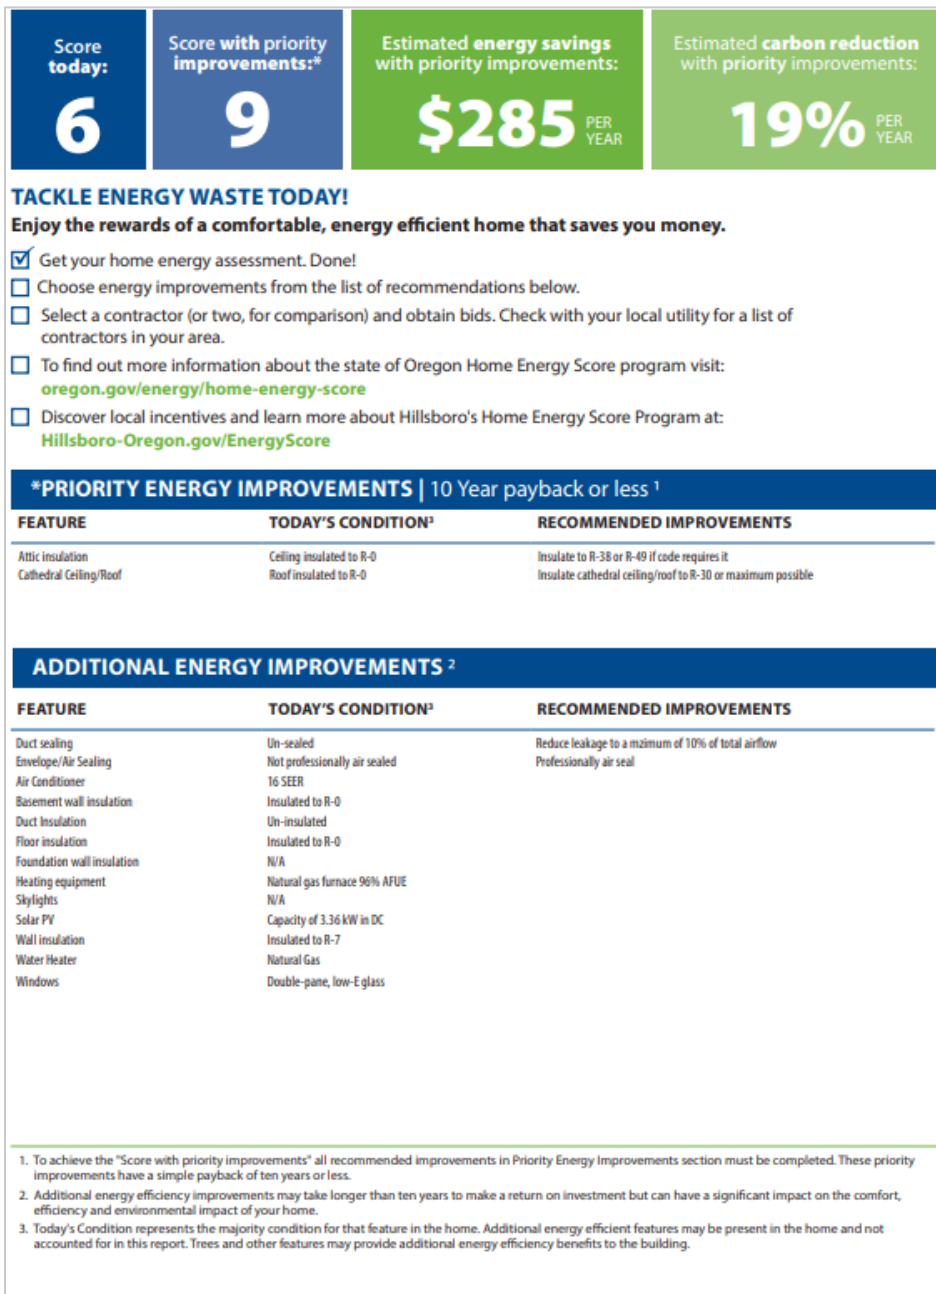 Score
today:
6
Score with priority
improvements:*
9
Estimated energy savings
with priority improvements:
$285 PER
YEAR
Estimated carbon reduction
with priority improvements:
19% PER
YEAR
TACKLE ENERGY WASTE TODAY!
Enjoy the rewards of a comfortable, energy efficient home that saves you money.
Get your home energy assessment. Done!
Choose energy improvements from the list of recommendations below.
Select a contractor (or two, for comparison) and obtain bids. Check with your local utility for a list of
contractors in your area.
To find out more information about the state of Oregon Home Energy Score program visit:
oregon.gov/energy/home-energy-score
Discover local incentives and learn more about Hillsboro's Home Energy Score Program at:
Hillsboro-Oregon.gov/EnergyScore
*PRIORITY ENERGY IMPROVEMENTS | 10 Year payback or less ¹
FEATURE TODAY'S CONDITION³ RECOMMENDED IMPROVEMENTS
Attic insulation Ceiling insulated to R-0 Insulate to R-38 or R-49 if code requires it
Cathedral Ceiling/Roof Roof insulated to R-0 Insulate cathedral ceiling/roof to R-30 or maximum possible
ADDITIONAL ENERGY IMPROVEMENTS ²
FEATURE TODAY'S CONDITION³ RECOMMENDED IMPROVEMENTS
Duct sealing Un-sealed Reduce leakage to a mzimum of 10% of total airflow
Envelope/Air Sealing Not professionally air sealed Professionally air seal
Air Conditioner 16 SEER
Basement wall insulation Insulated to R-0
Duct Insulation Un-insulated
Floor insulation Insulated to R-0
Foundation wall insulation N/A
Heating equipment Natural gas furnace 96% AFUE
Skylights N/A
Solar PV Capacity of 3.36 kW in DC
Wall insulation Insulated to R-7
Water Heater Natural Gas
Windows Double-pane, low-E glass
1. To achieve the "Score with priority improvements" all recommended improvements in Priority Energy Improvements section must be completed. These priority
improvements have a simple payback of ten years or less.
2. Additional energy efficiency improvements may take longer than ten years to make a return on investment but can have a significant impact on the comfort,
efficiency and environmental impact of your home.
3. Today's Condition represents the majority condition for that feature in the home. Additional energy efficient features may be present in the home and not
accounted for in this report. Trees and other features may provide additional energy efficiency benefits to the building.